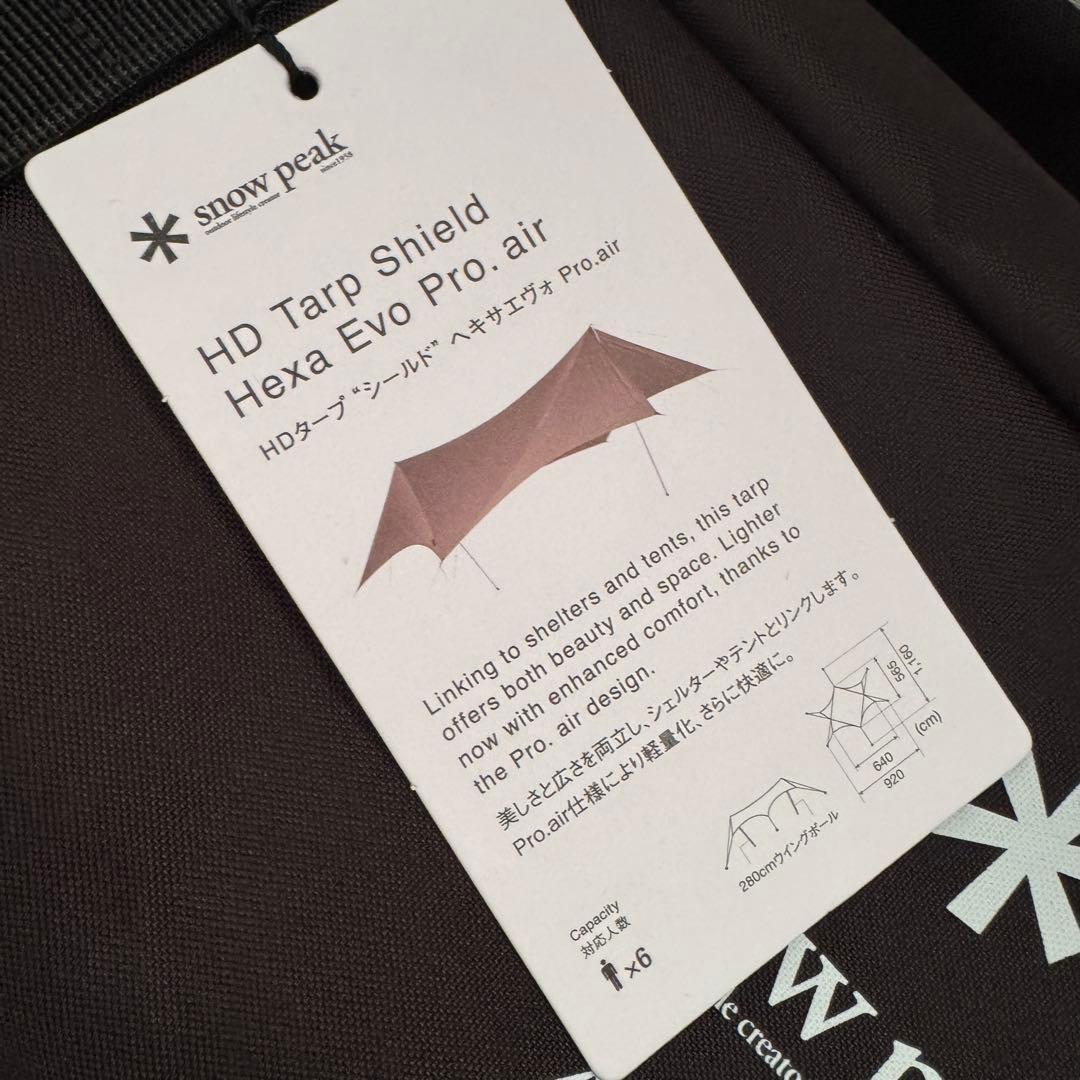 snow peak
outdoor lifestyle creator
since1958
HD Tarp Shield
Hexa Evo Pro. air
HDタープ“シールド” ヘキサエヴォ Pro.air
Linking to shelters and tents, this tarp
offers both beauty and space. Lighter
now with enhanced comfort, thanks to
the Pro. air design.
美しさと広さを両立し、シェルターやテントとリンクします。
Pro.air仕様により軽量化、さらに快適に。
565
1,160
(cm)
640
920
280cmウイングポール
Capacity
対応人数
×6
w p
le creato